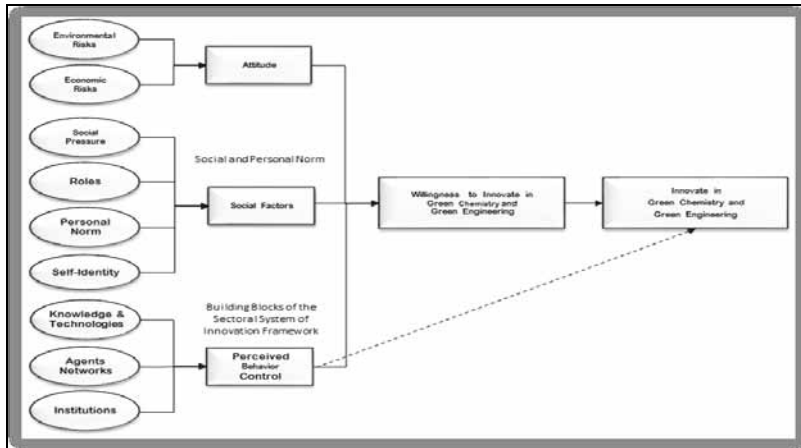 Environmental
Risks
Economic
Risks
Attitude
Social
Pressure
Roles
Personal
Norm
Self-Identity
Social and Personal Norm
Social Factors
Knowledge &
Technologies
Agents
Networks
Institutions
Building Blocks of the
Sectoral System of
Innovation Framework
Perceived
Behavior
Control
Willingness to Innovate in
Green Chemistry and
Green Engineering
Innovate in
Green Chemistry and
Green Engineering